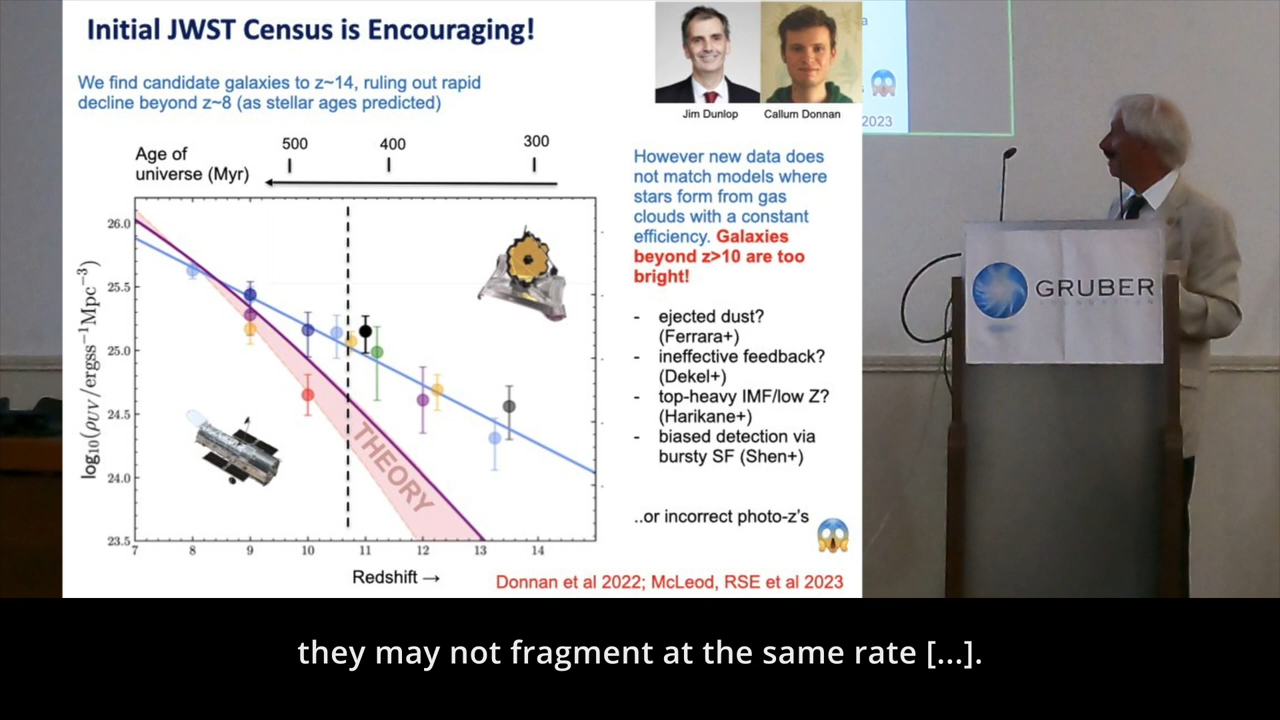 Initial JWST Census is Encouraging!
We find candidate galaxies to z~14, ruling out rapid
decline beyond z~8 (as stellar ages predicted)
Jim Dunlop
Callum Donnan
Age of
universe (Myr)
500
400
300
However new data does
not match models where
stars form from gas
clouds with a constant
efficiency. Galaxies
beyond z>10 are too
bright!
- ejected dust?
(Ferrara+)
- ineffective feedback?
(Dekel+)
- top-heavy IMF/low Z?
(Harikane+)
- biased detection via
bursty SF (Shen+)
..or incorrect photo-z's
log₁₀(ρUV/ergss⁻¹Mpc⁻³)
26.0
25.5
25.0
24.5
24.0
23.5
THEORY
7 8 9 10 11 12 13 14
Redshift →
Donnan et al 2022; McLeod, RSE et al 2023
a
s
2023
GRUBER
they may not fragment at the same rate [...].